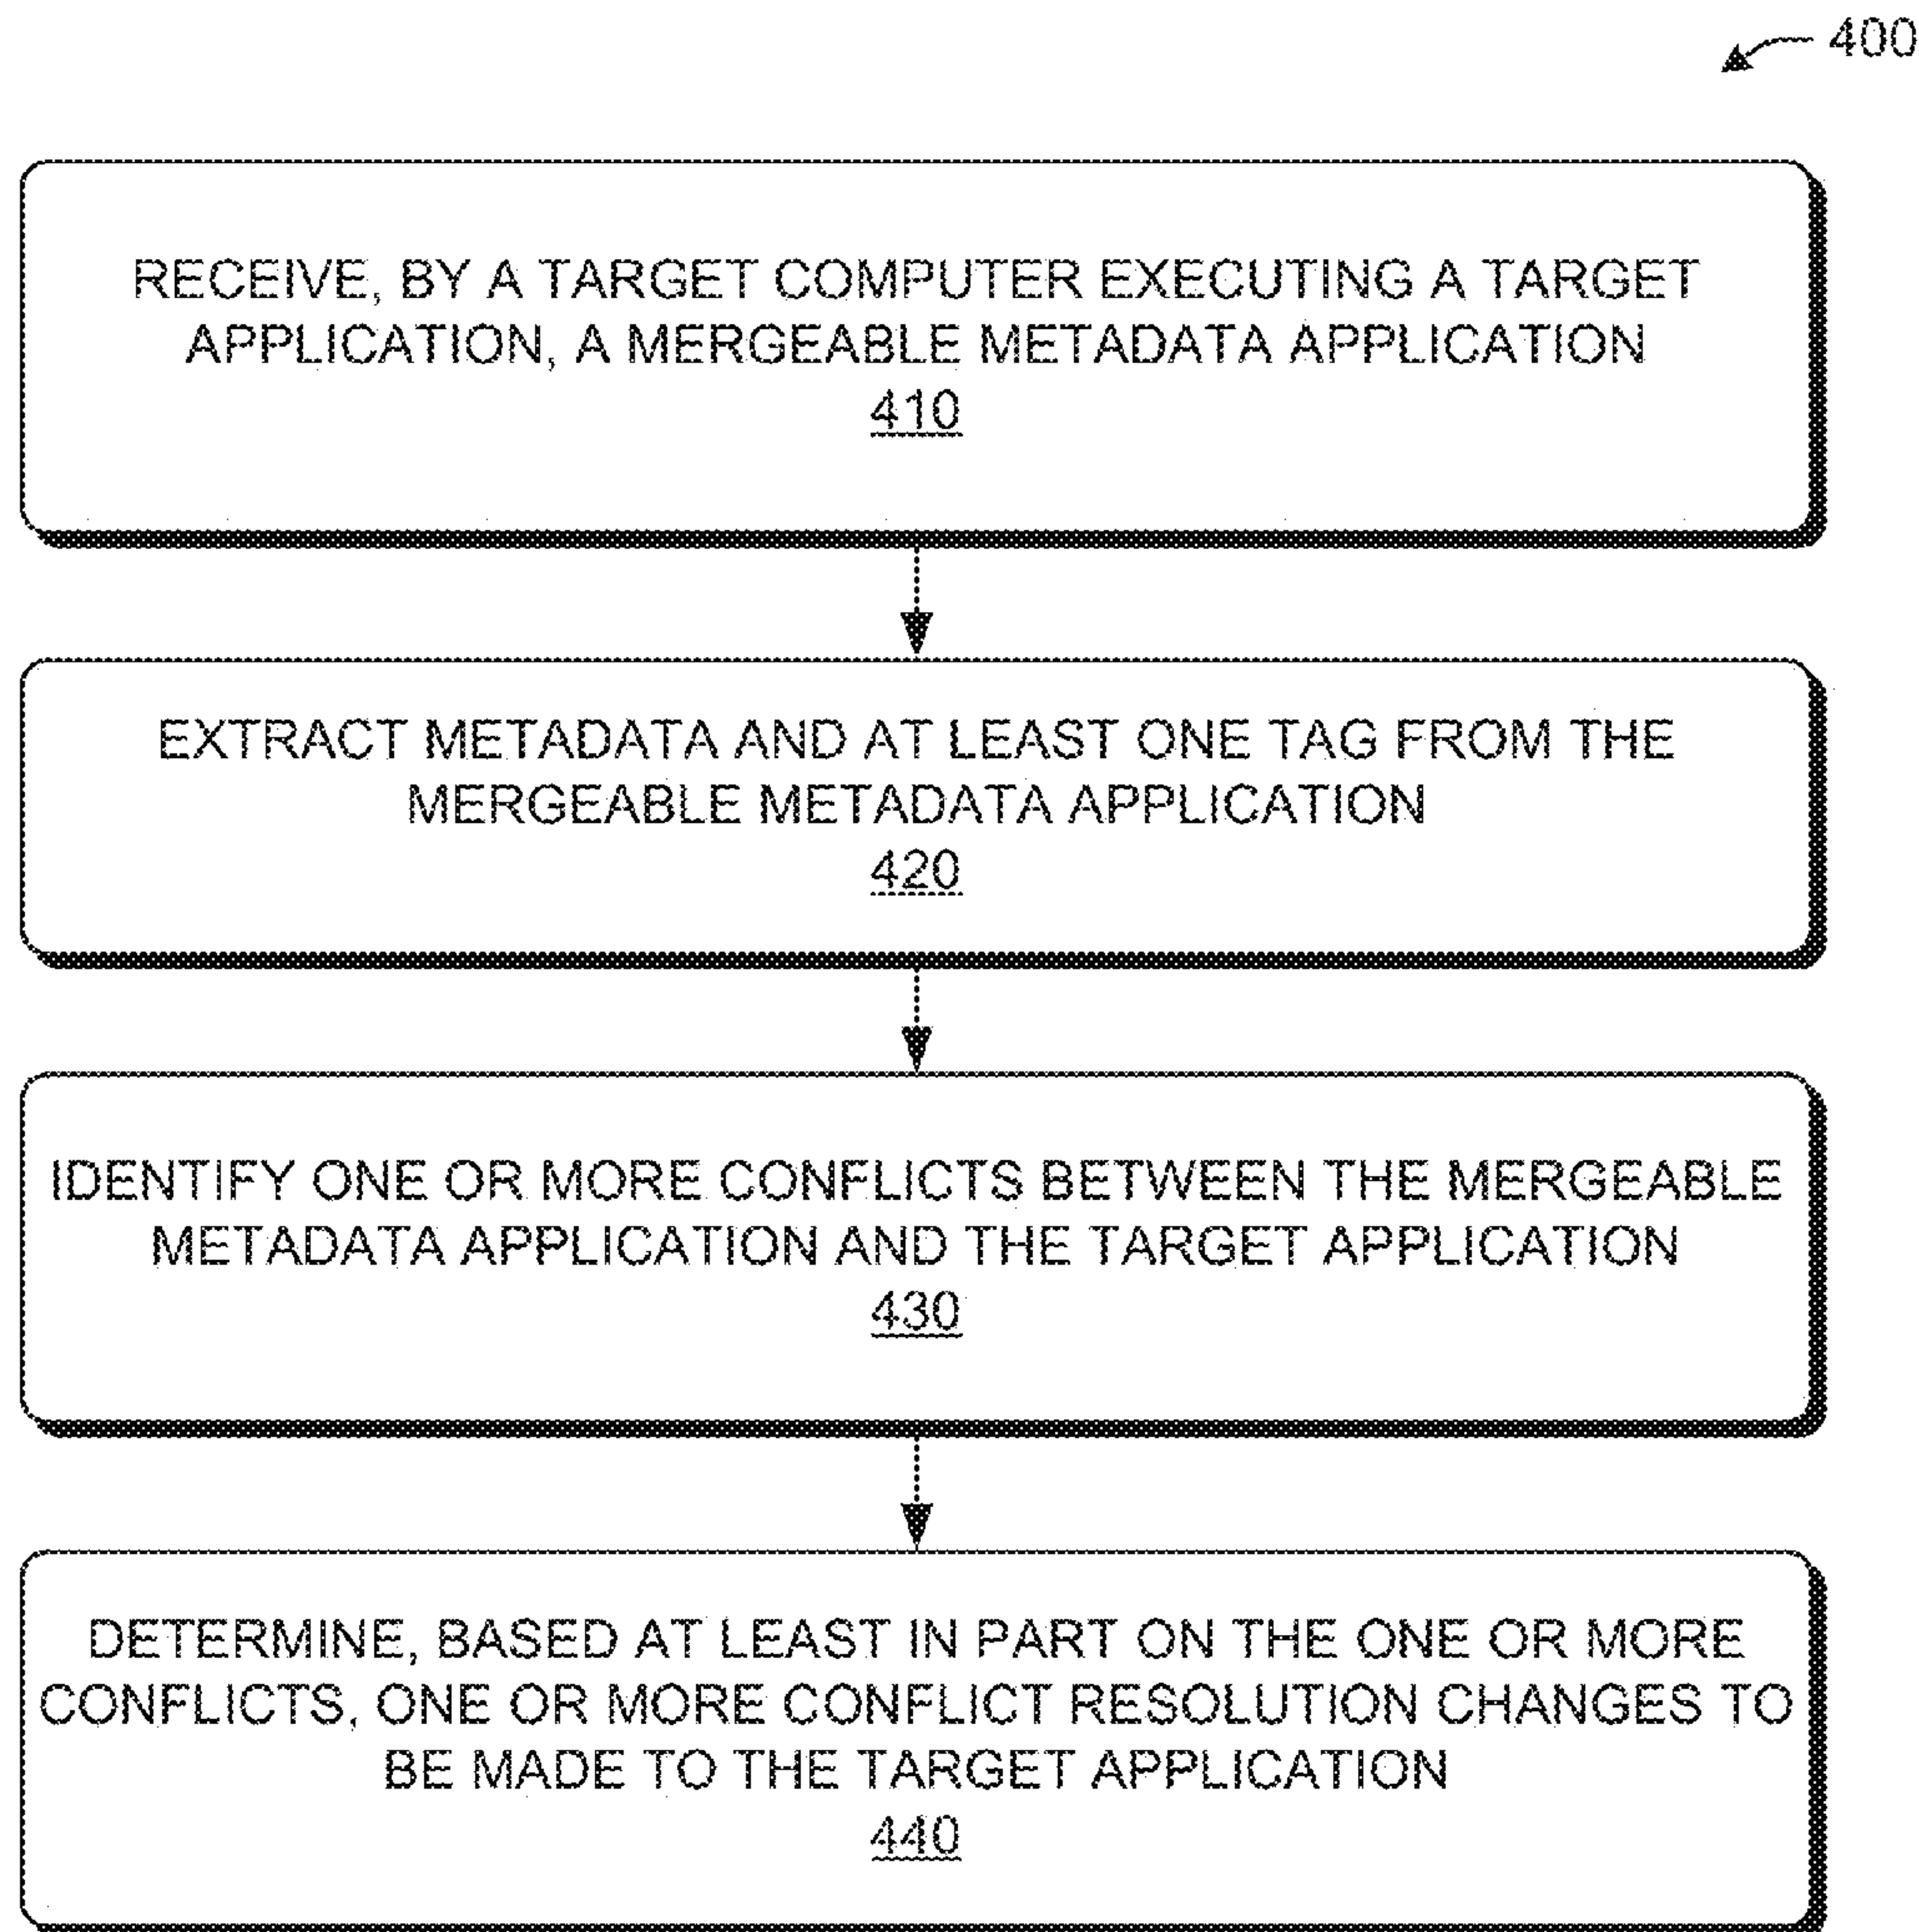 400
RECEIVE, BY A TARGET COMPUTER EXECUTING A TARGET
APPLICATION, A MERGEABLE METADATA APPLICATION
410
EXTRACT METADATA AND AT LEAST ONE TAG FROM THE
MERGEABLE METADATA APPLICATION
420
IDENTIFY ONE OR MORE CONFLICTS BETWEEN THE MERGEABLE
METADATA APPLICATION AND THE TARGET APPLICATION
430
DETERMINE, BASED AT LEAST IN PART ON THE ONE OR MORE
CONFLICTS, ONE OR MORE CONFLICT RESOLUTION CHANGES TO
BE MADE TO THE TARGET APPLICATION
440